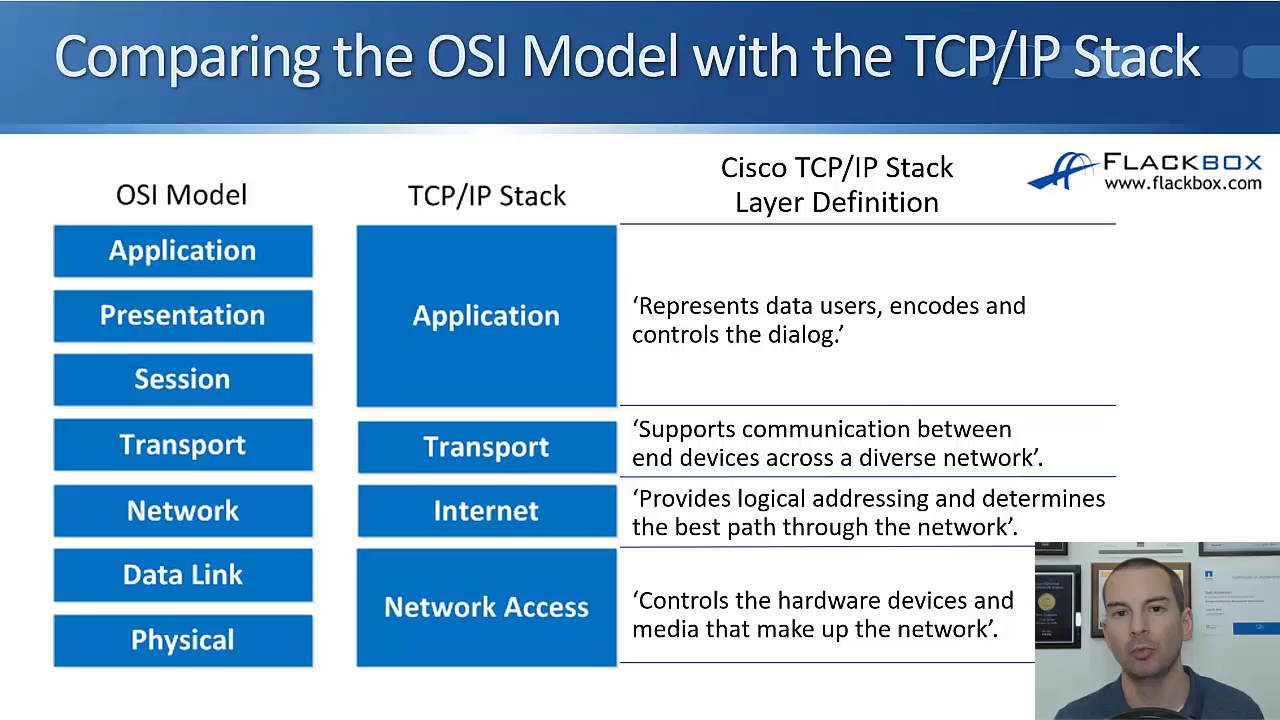 Comparing the OSI Model with the TCP/IP Stack
FLACKBOX
www.flackbox.com
OSI Model
TCP/IP Stack
Cisco TCP/IP Stack
Layer Definition
Application
Presentation
Session
Transport
Network
Data Link
Physical
Application
Transport
Internet
Network Access
‘Represents data users, encodes and
controls the dialog.’
‘Supports communication between
end devices across a diverse network’.
‘Provides logical addressing and determines
the best path through the network’.
‘Controls the hardware devices and
media that make up the network’.